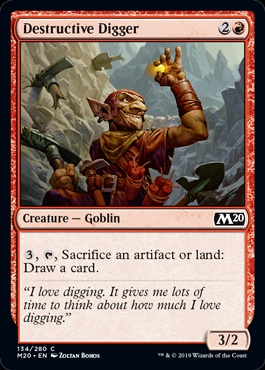 Destructive Digger 2
Creature — Goblin M20
3, , Sacrifice an artifact or land:
Draw a card.
“I love digging. It gives me lots of
time to think about how much I love
digging.”
3/2
134/280 C
M20 • EN Zoltan Boros ™ & © 2019 Wizards of the Coast